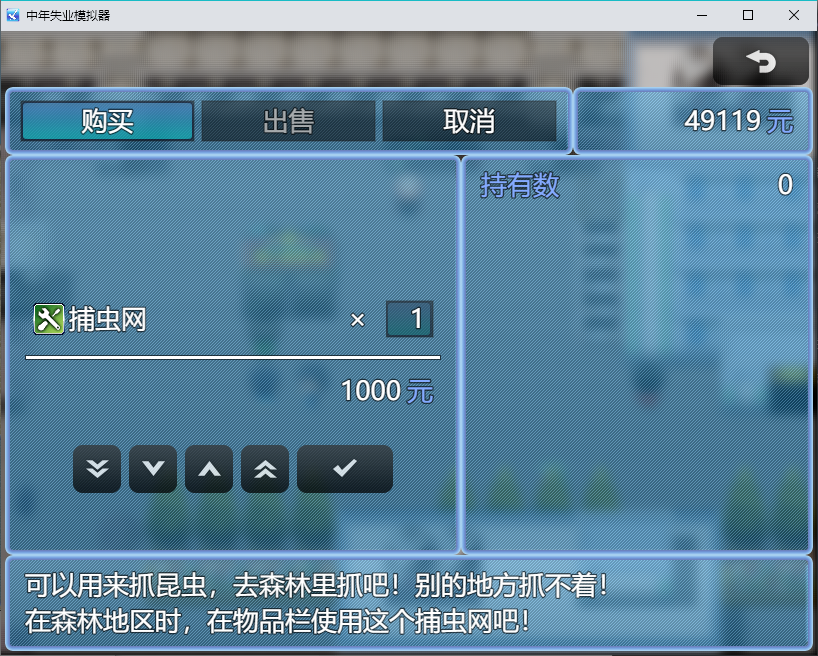 中年失业模拟器
购买
出售
取消
49119 元
持有数
0
捕虫网
×
1
1000 元
可以用来抓昆虫，去森林里抓吧！别的地方抓不着！
在森林地区时，在物品栏使用这个捕虫网吧！